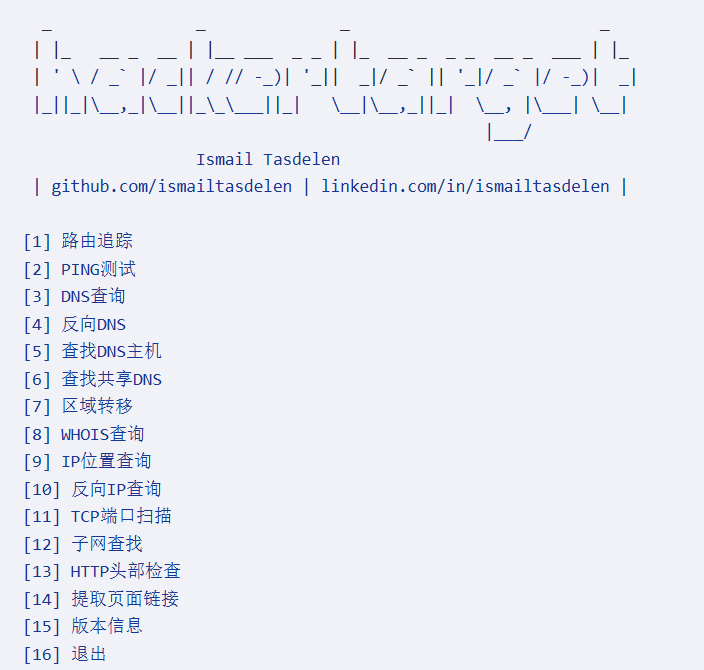 hackertarget
Ismail Tasdelen
| github.com/ismailtasdelen | linkedin.com/in/ismailtasdelen |
[1] 路由追踪
[2] PING测试
[3] DNS查询
[4] 反向DNS
[5] 查找DNS主机
[6] 查找共享DNS
[7] 区域转移
[8] WHOIS查询
[9] IP位置查询
[10] 反向IP查询
[11] TCP端口扫描
[12] 子网查找
[13] HTTP头部检查
[14] 提取页面链接
[15] 版本信息
[16] 退出